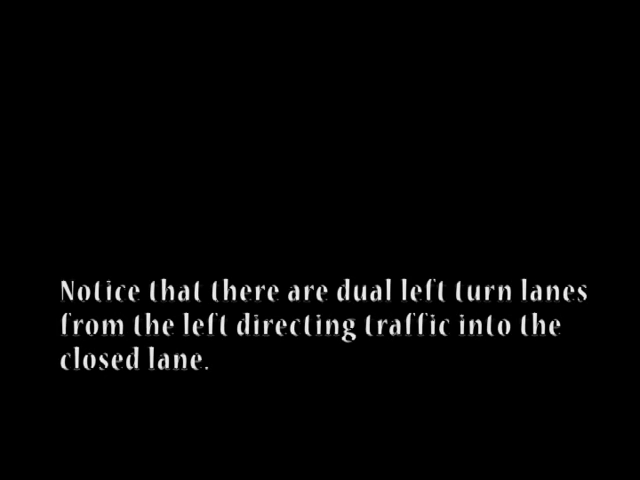 Notice that there are dual left turn lanes
from the left directing traffic into the
closed lane.